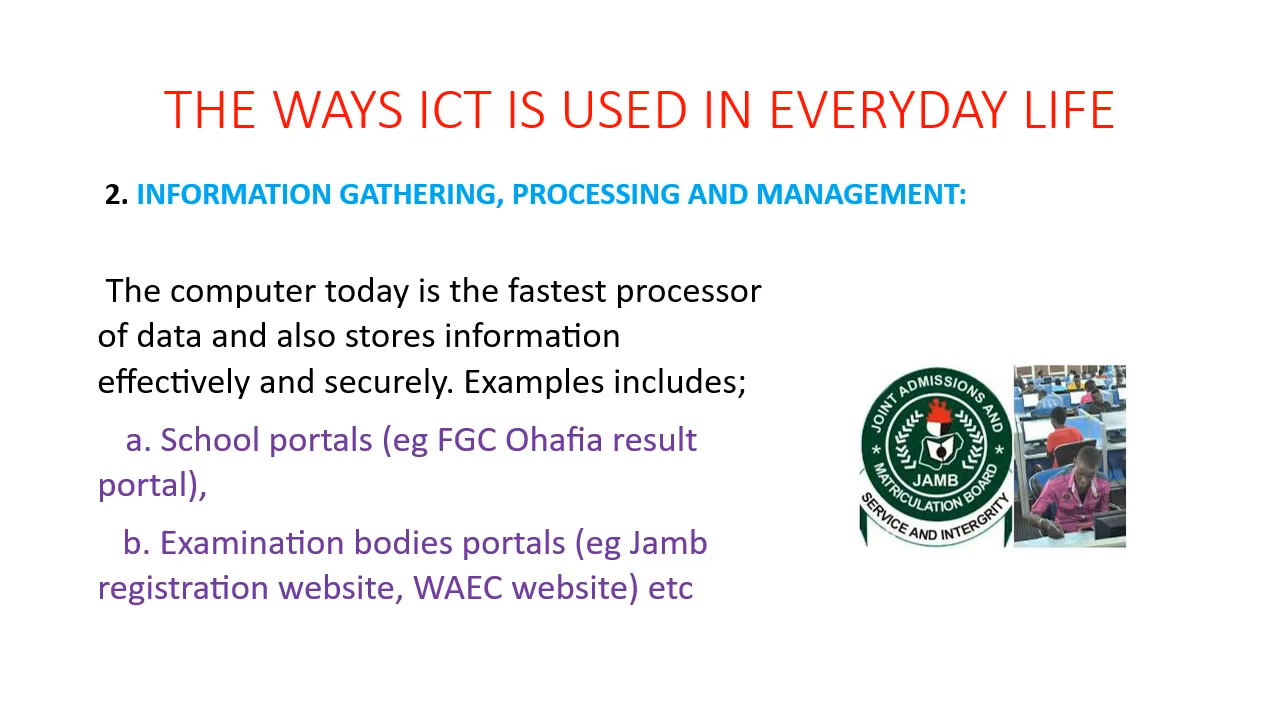 THE WAYS ICT IS USED IN EVERYDAY LIFE
2. INFORMATION GATHERING, PROCESSING AND MANAGEMENT:
The computer today is the fastest processor
of data and also stores information
effectively and securely. Examples includes;
a. School portals (eg FGC Ohafia result
portal),
b. Examination bodies portals (eg Jamb
registration website, WAEC website) etc
JOINT ADMISSIONS AND
MATRICULATION BOARD
JAMB
SERVICE AND INTERGRITY